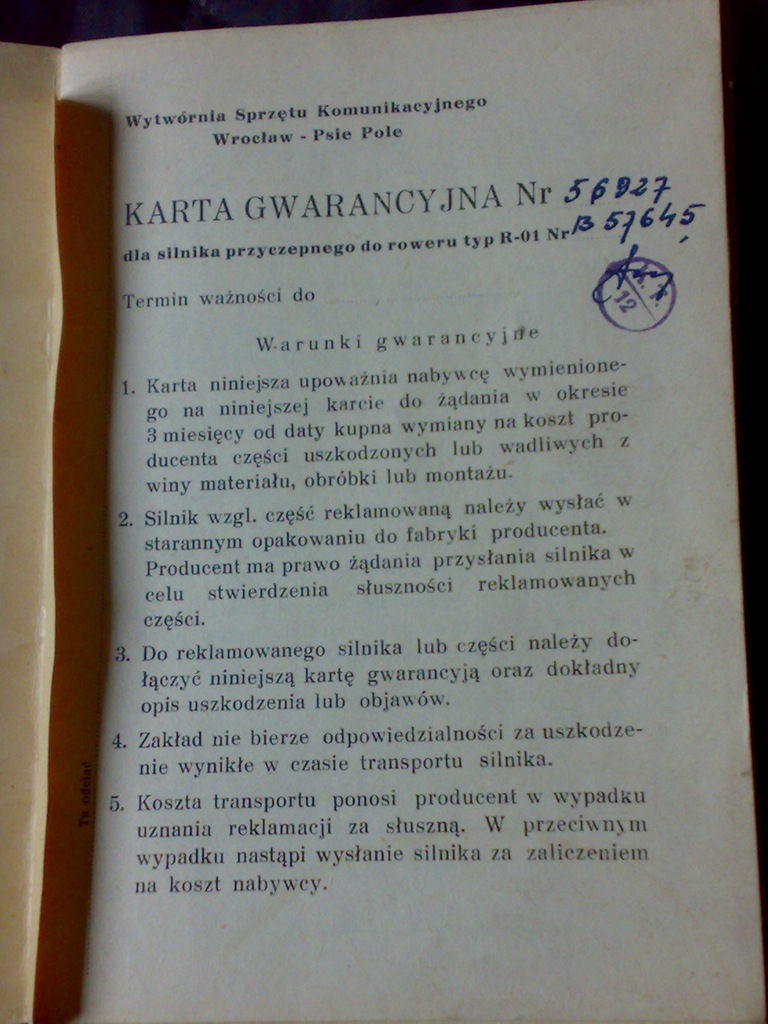 Wytwórnia Sprzętu Komunikacyjnego
Wrocław - Psie Pole
KARTA GWARANCYJNA Nr 56927
dla silnika przyczepnego do roweru typ R-01 Nr B 57645
Termin ważności do
12
Warunki gwarancyjne
1. Karta niniejsza upoważnia nabywcę wymienione-
go na niniejszej karcie do żądania w okresie
3 miesięcy od daty kupna wymiany na koszt pro-
ducenta części uszkodzonych lub wadliwych z
winy materiału, obróbki lub montażu.
2. Silnik wzgl. część reklamowaną należy wysłać w
starannym opakowaniu do fabryki producenta.
Producent ma prawo żądania przysłania silnika w
celu stwierdzenia słuszności reklamowanych
części.
3. Do reklamowanego silnika lub części należy do-
łączyć niniejszą kartę gwarancyją oraz dokładny
opis uszkodzenia lub objawów.
4. Zakład nie bierze odpowiedzialności za uszkodze-
nie wynikłe w czasie transportu silnika.
5. Koszta transportu ponosi producent w wypadku
uznania reklamacji za słuszną. W przeciwnym
wypadku nastąpi wysłanie silnika za zaliczeniem
na koszt nabywcy.
Tu odciąć